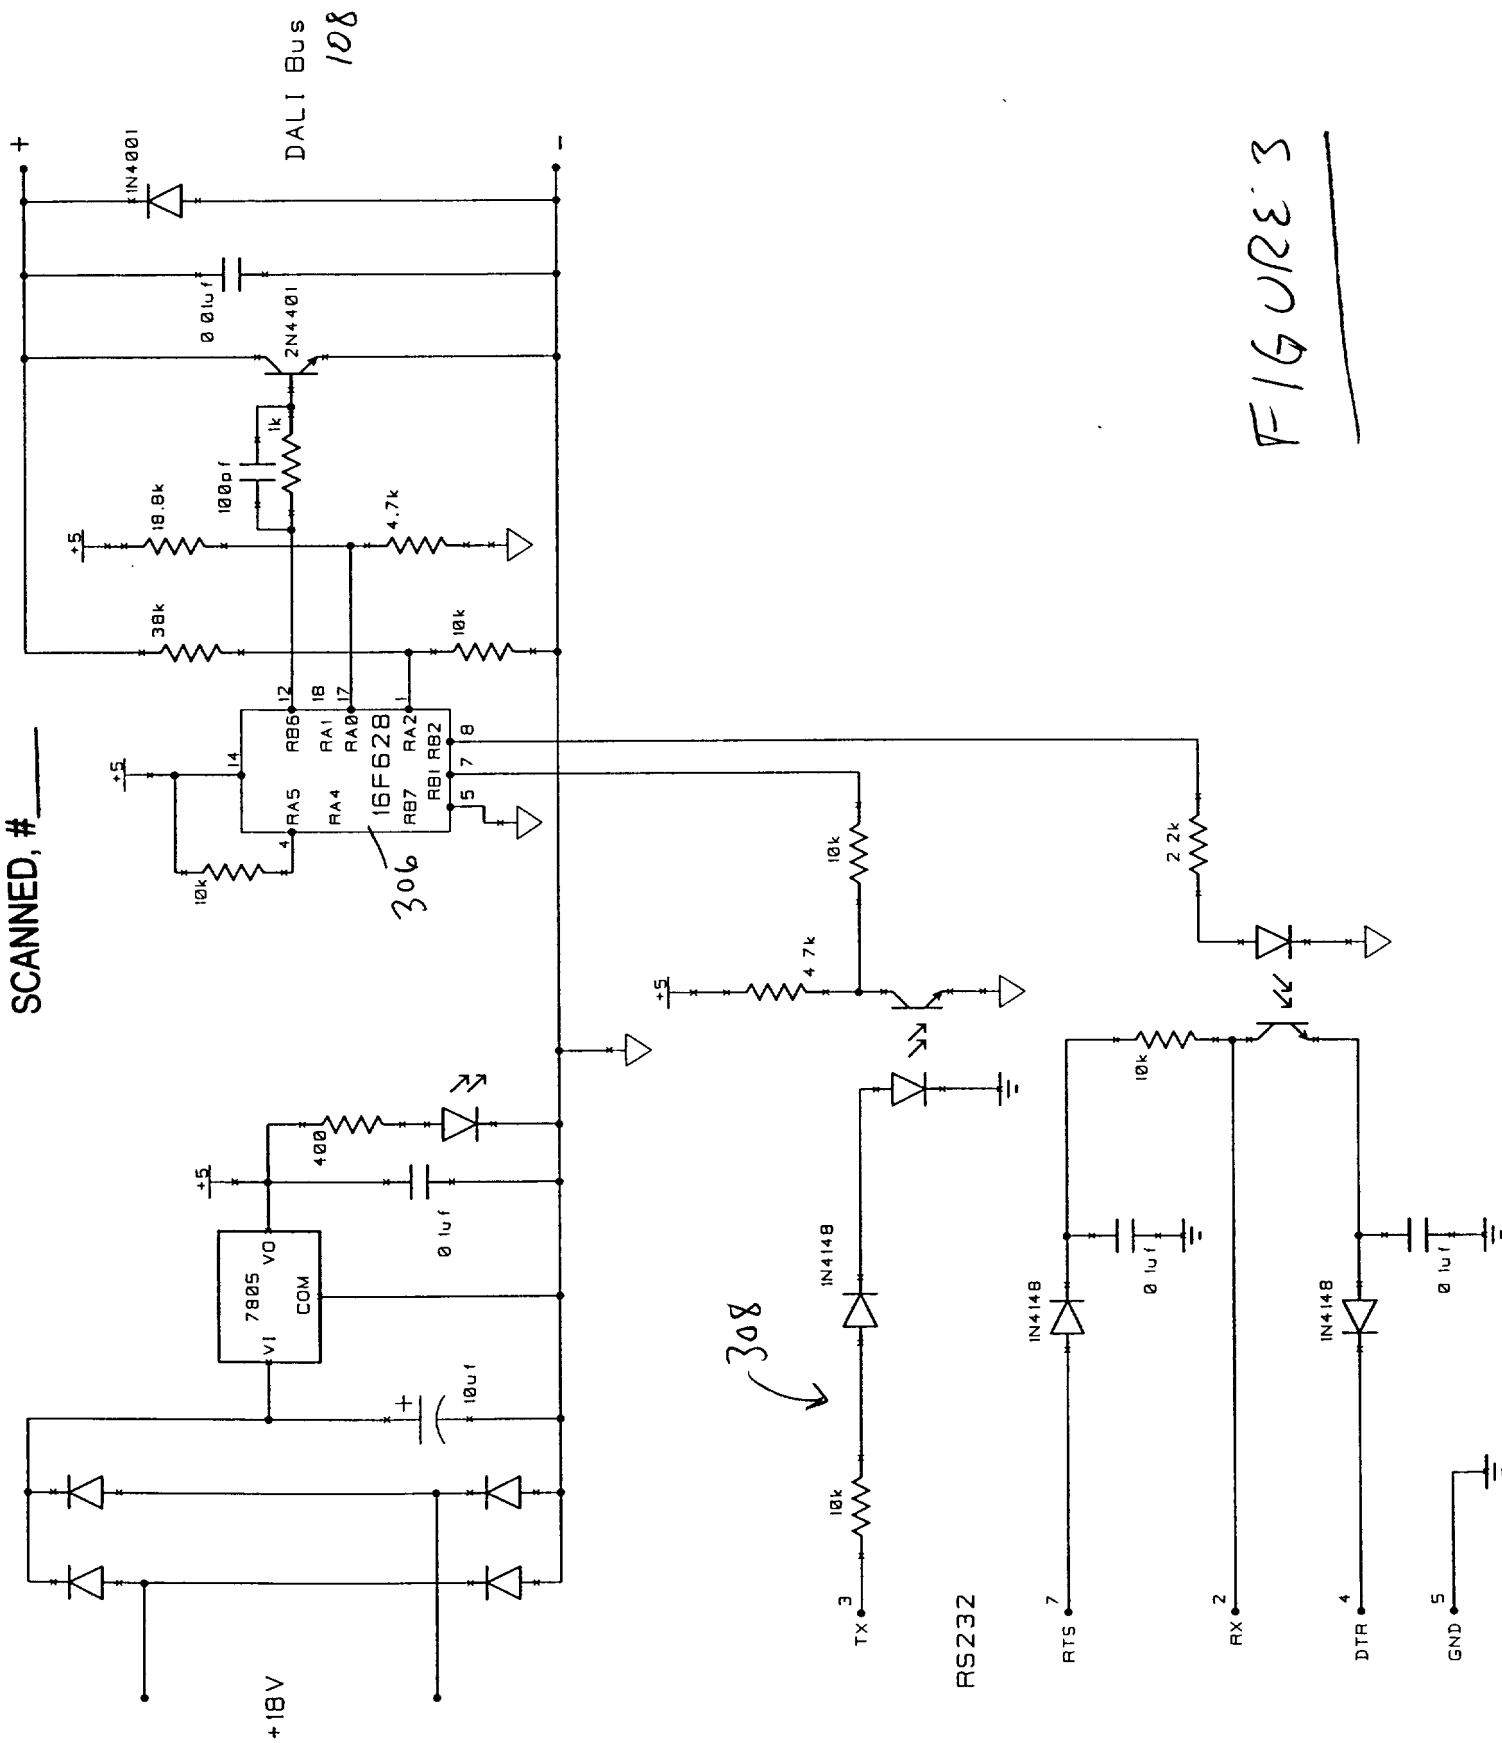 SCANNED, #
+18V
7805
VI
VO
COM
+
10uf
+5
0 1uf
400
+5
10k
4
14
RA5
RA4
RB7
RB6
RA1
RA0
RA2
16F628
RB1
RB2
12
18
17
1
5
7
8
306
38k
10k
+5
18.8k
4.7k
100pf
1k
2N4401
0 01uf
1N4001
+
-
DALI Bus
108
RS232
TX
3
10k
308
1N4148
+5
4 7k
10k
RTS
7
1N4148
0 1uf
10k
2 2k
RX
2
DTR
4
1N4148
0 1uf
GND
5
FIGURE 3